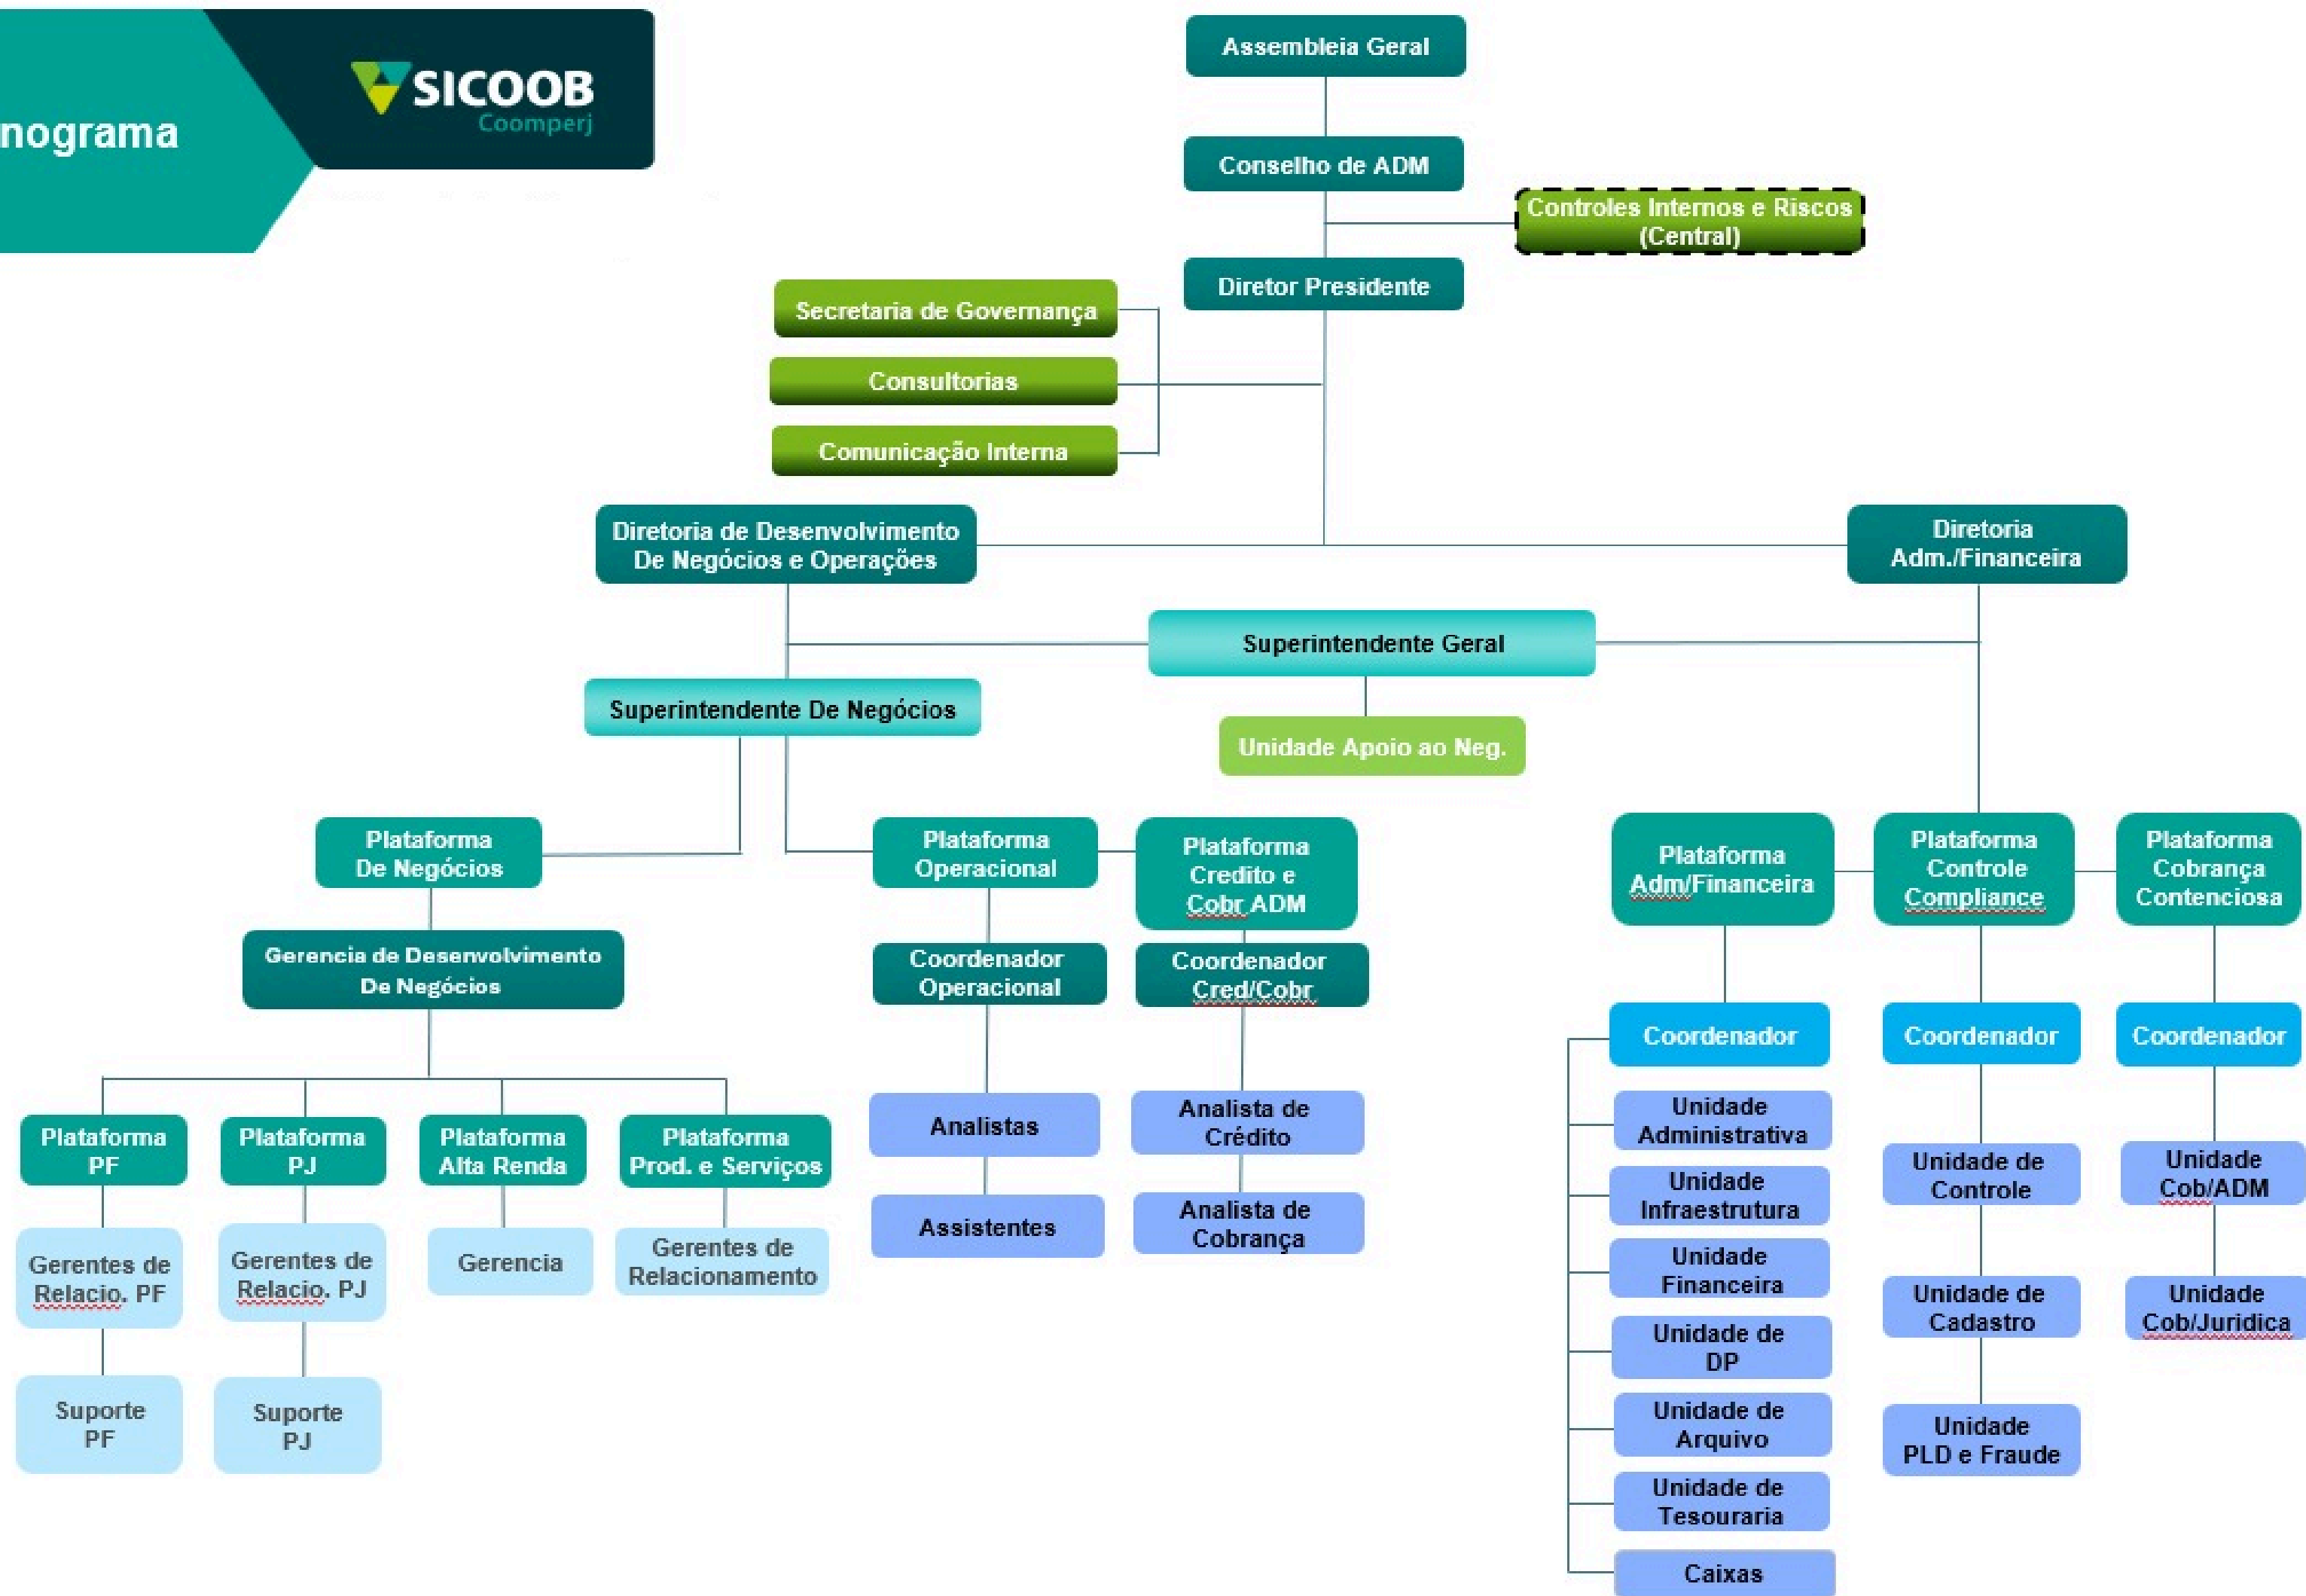 nograma
SICOOB
Coomperj
Assembleia Geral
Conselho de ADM
Controles Internos e Riscos
(Central)
Diretor Presidente
Secretaria de Governança
Consultorias
Comunicação Interna
Diretoria de Desenvolvimento
De Negócios e Operações
Diretoria
Adm./Financeira
Superintendente Geral
Superintendente De Negócios
Unidade Apoio ao Neg.
Plataforma
De Negócios
Plataforma
Operacional
Plataforma
Credito e
Cobr ADM
Plataforma
Adm/Financeira
Plataforma
Controle
Compliance
Plataforma
Cobrança
Contenciosa
Gerencia de Desenvolvimento
De Negócios
Coordenador
Operacional
Coordenador
Cred/Cobr
Coordenador
Coordenador
Coordenador
Plataforma
PF
Plataforma
PJ
Plataforma
Alta Renda
Plataforma
Prod. e Serviços
Analistas
Analista de
Crédito
Unidade
Administrativa
Unidade de
Controle
Unidade
Cob/ADM
Gerentes de
Relacio. PF
Gerentes de
Relacio. PJ
Gerencia
Gerentes de
Relacionamento
Assistentes
Analista de
Cobrança
Unidade
Infraestrutura
Unidade
Financeira
Unidade de
Cadastro
Unidade
Cob/Juridica
Suporte
PF
Suporte
PJ
Unidade de
DP
Unidade de
Arquivo
Unidade
PLD e Fraude
Unidade de
Tesouraria
Caixas